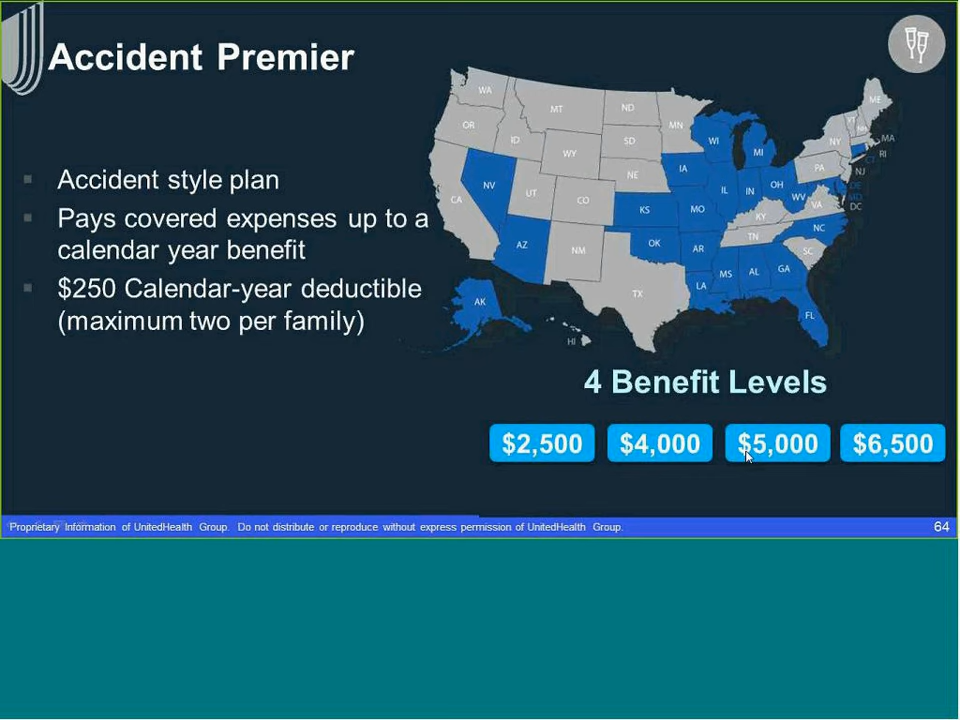 Accident Premier
Accident style plan
Pays covered expenses up to a
calendar year benefit
$250 Calendar-year deductible
(maximum two per family)
WA
MT
ND
MN
OR
ID
WY
SD
WI
MI
NY
VT
NH
ME
MA
RI
CT
NJ
PA
NV
UT
CO
NE
IA
IL
IN
OH
WV
VA
DE
MD
DC
CA
KS
MO
KY
AZ
NM
OK
AR
TN
NC
SC
TX
LA
MS
AL
GA
FL
AK
HI
4 Benefit Levels
$2,500
$4,000
$5,000
$6,500
Proprietary Information of UnitedHealth Group. Do not distribute or reproduce without express permission of UnitedHealth Group.
64